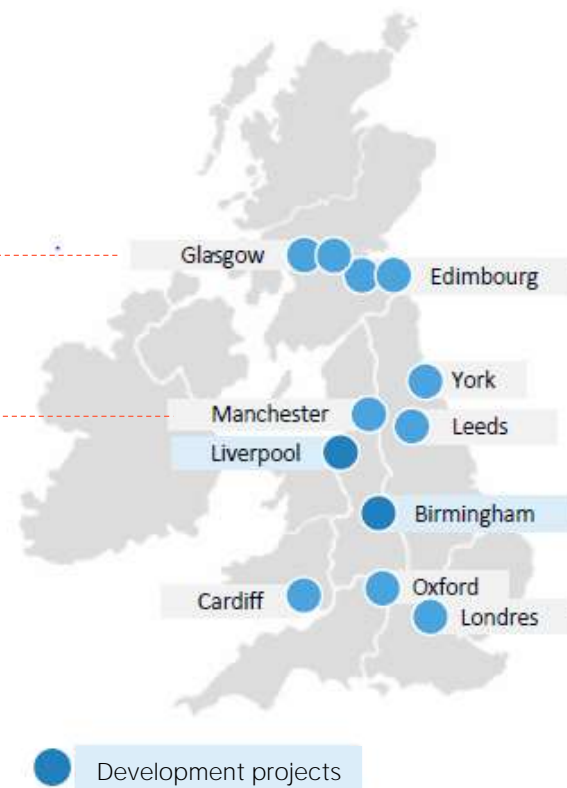 Glasgow
Edimbourg
York
Manchester
Leeds
Liverpool
Birmingham
Cardiff
Oxford
Londres
Development projects